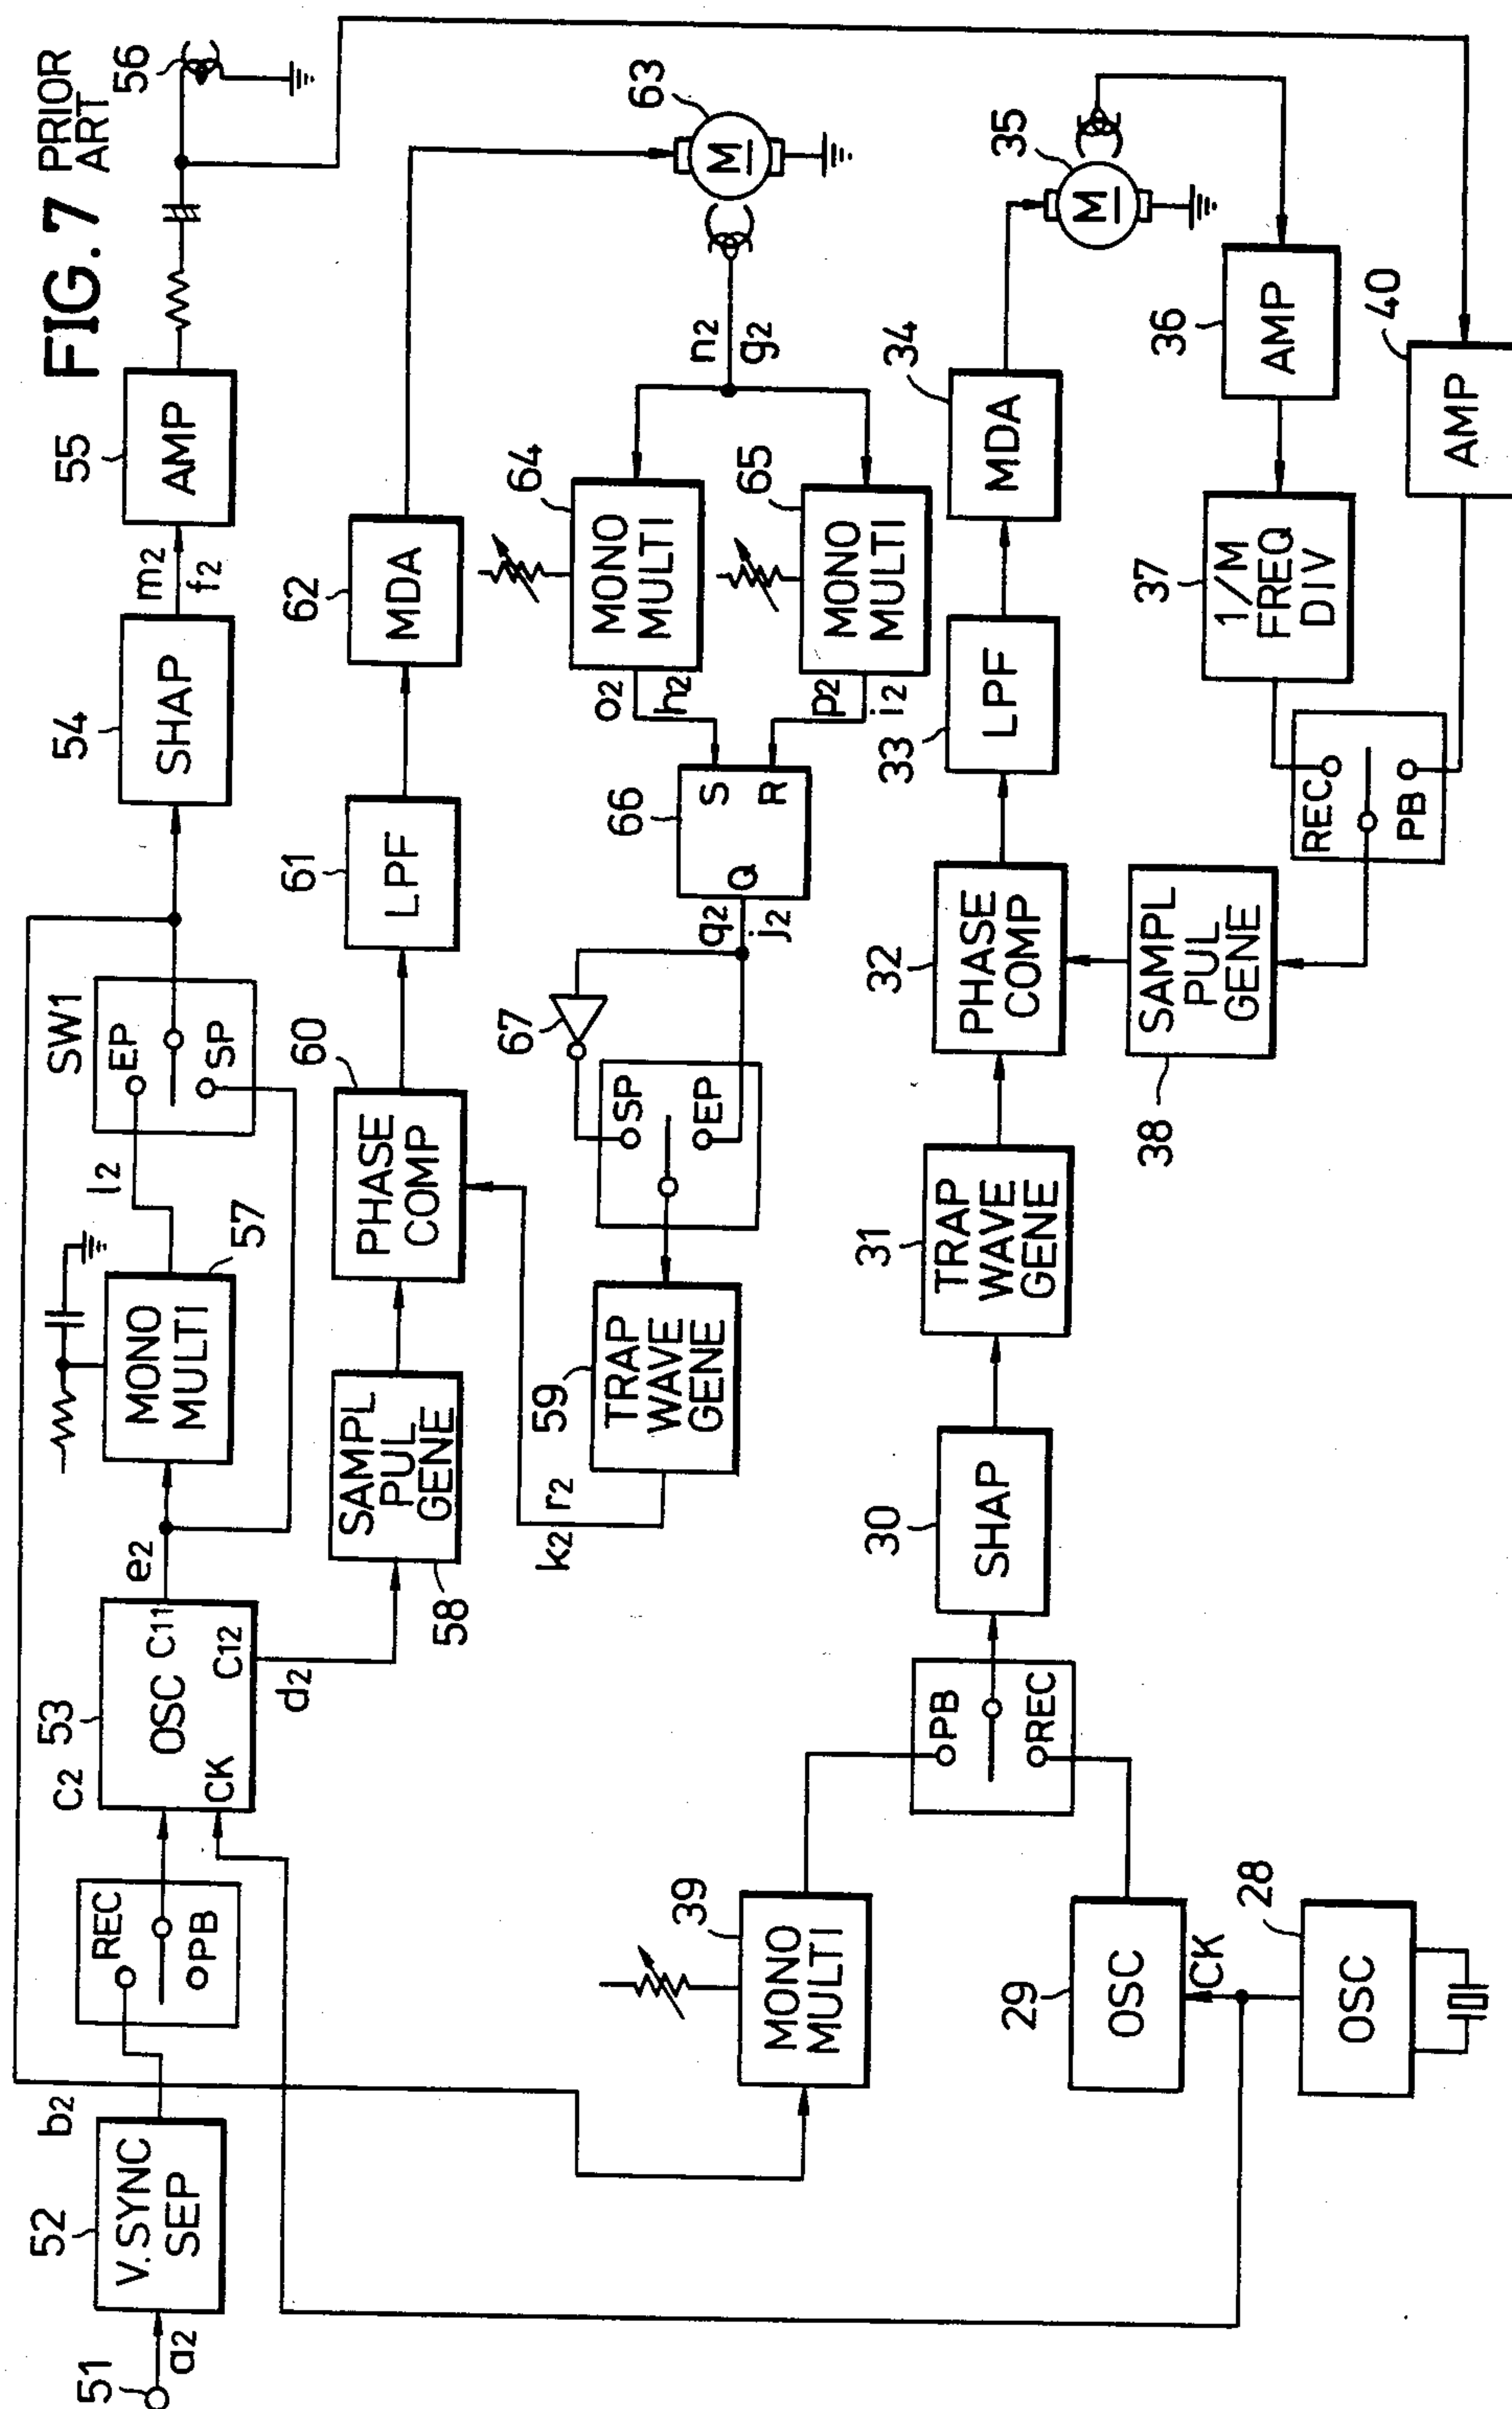 FIG. 7 PRIOR
ART
51
a2
52
V. SYNC
SEP
b2
REC
PB
c2
53
OSC
C11
C12
CK
e2
d2
MONO
MULTI
57
l2
SW1
EP
SP
54
SHAP
m2
f2
55
AMP
56
58
SAMPL
PUL
GENE
60
PHASE
COMP
61
LPF
62
MDA
63
M
k2
r2
59
TRAP
WAVE
GENE
SP
EP
67
q2
j2
66
Q
S
R
o2
h2
p2
i2
64
MONO
MULTI
65
MONO
MULTI
n2
g2
39
MONO
MULTI
PB
REC
29
OSC
CK
28
OSC
30
SHAP
31
TRAP
WAVE
GENE
32
PHASE
COMP
33
LPF
34
MDA
35
M
38
SAMPL
PUL
GENE
REC
PB
37
1/M
FREQ
DIV
36
AMP
40
AMP